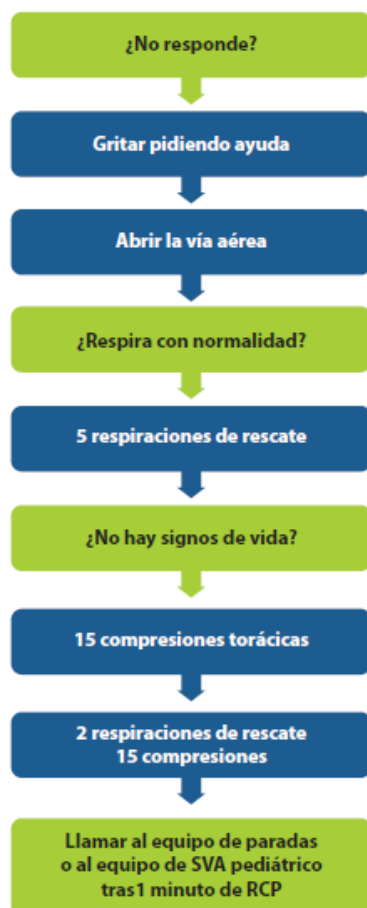 ¿No responde?
Gritar pidiendo ayuda
Abrir la vía aérea
¿Respira con normalidad?
5 respiraciones de rescate
¿No hay signos de vida?
15 compresiones torácicas
2 respiraciones de rescate
15 compresiones
Llamar al equipo de paradas
o al equipo de SVA pediátrico
tras1 minuto de RCP